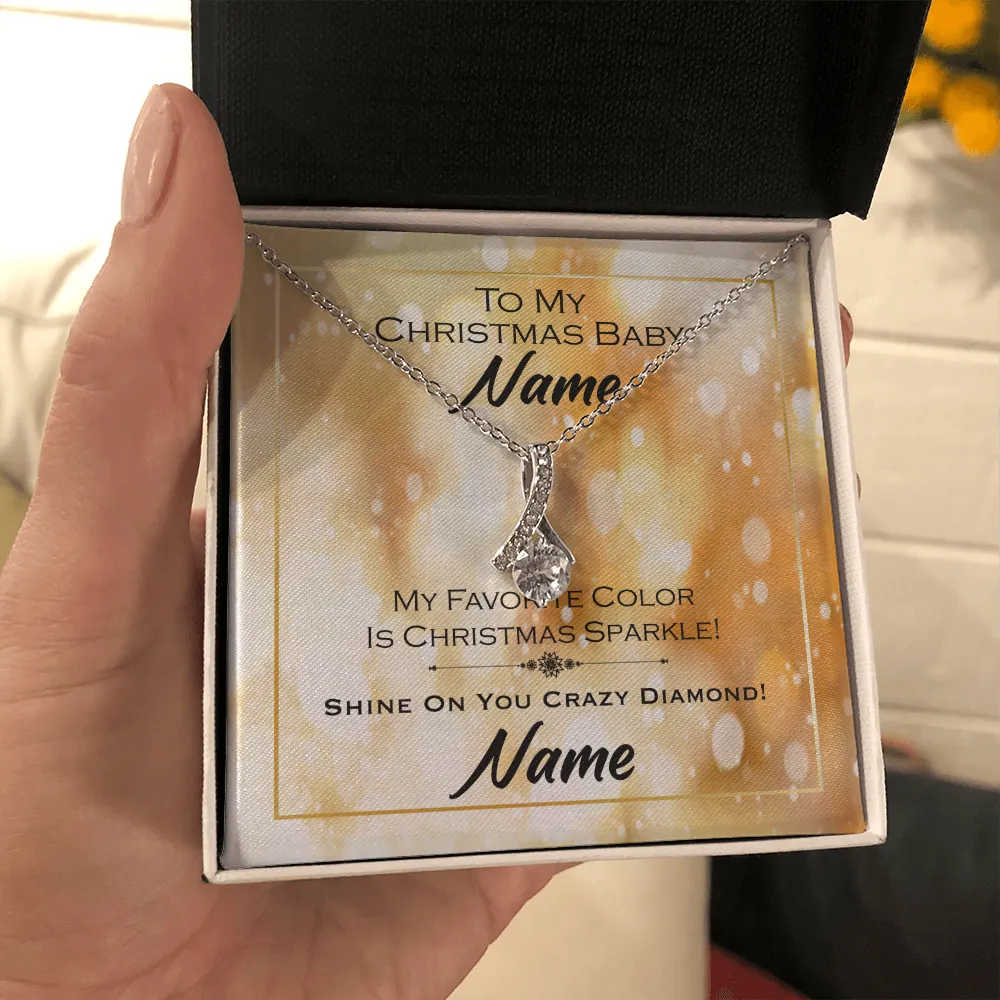 To My
Christmas Baby
Name
My Favorite Color
Is Christmas Sparkle!
Shine On You Crazy Diamond!
Name